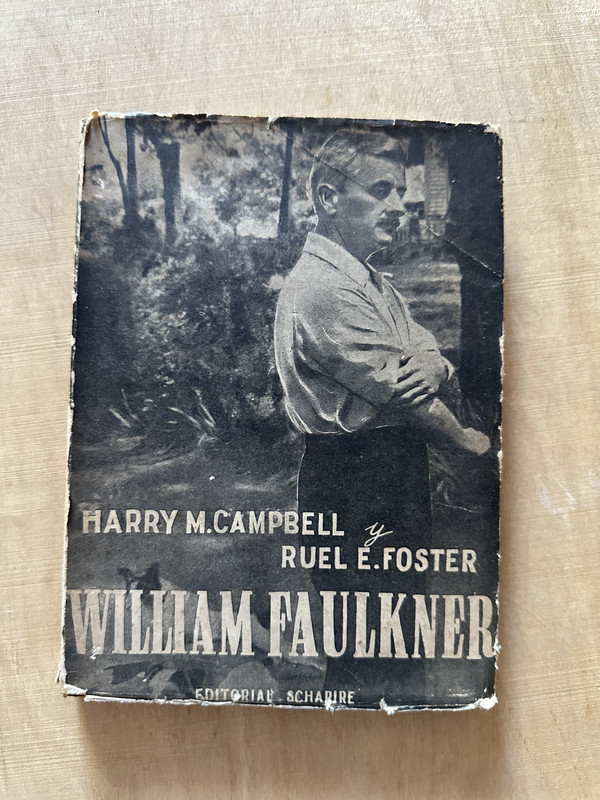 HARRY M. CAMPBELL
y
RUEL E. FOSTER
WILLIAM FAULKNER
EDITORIAL SCHAPIRE